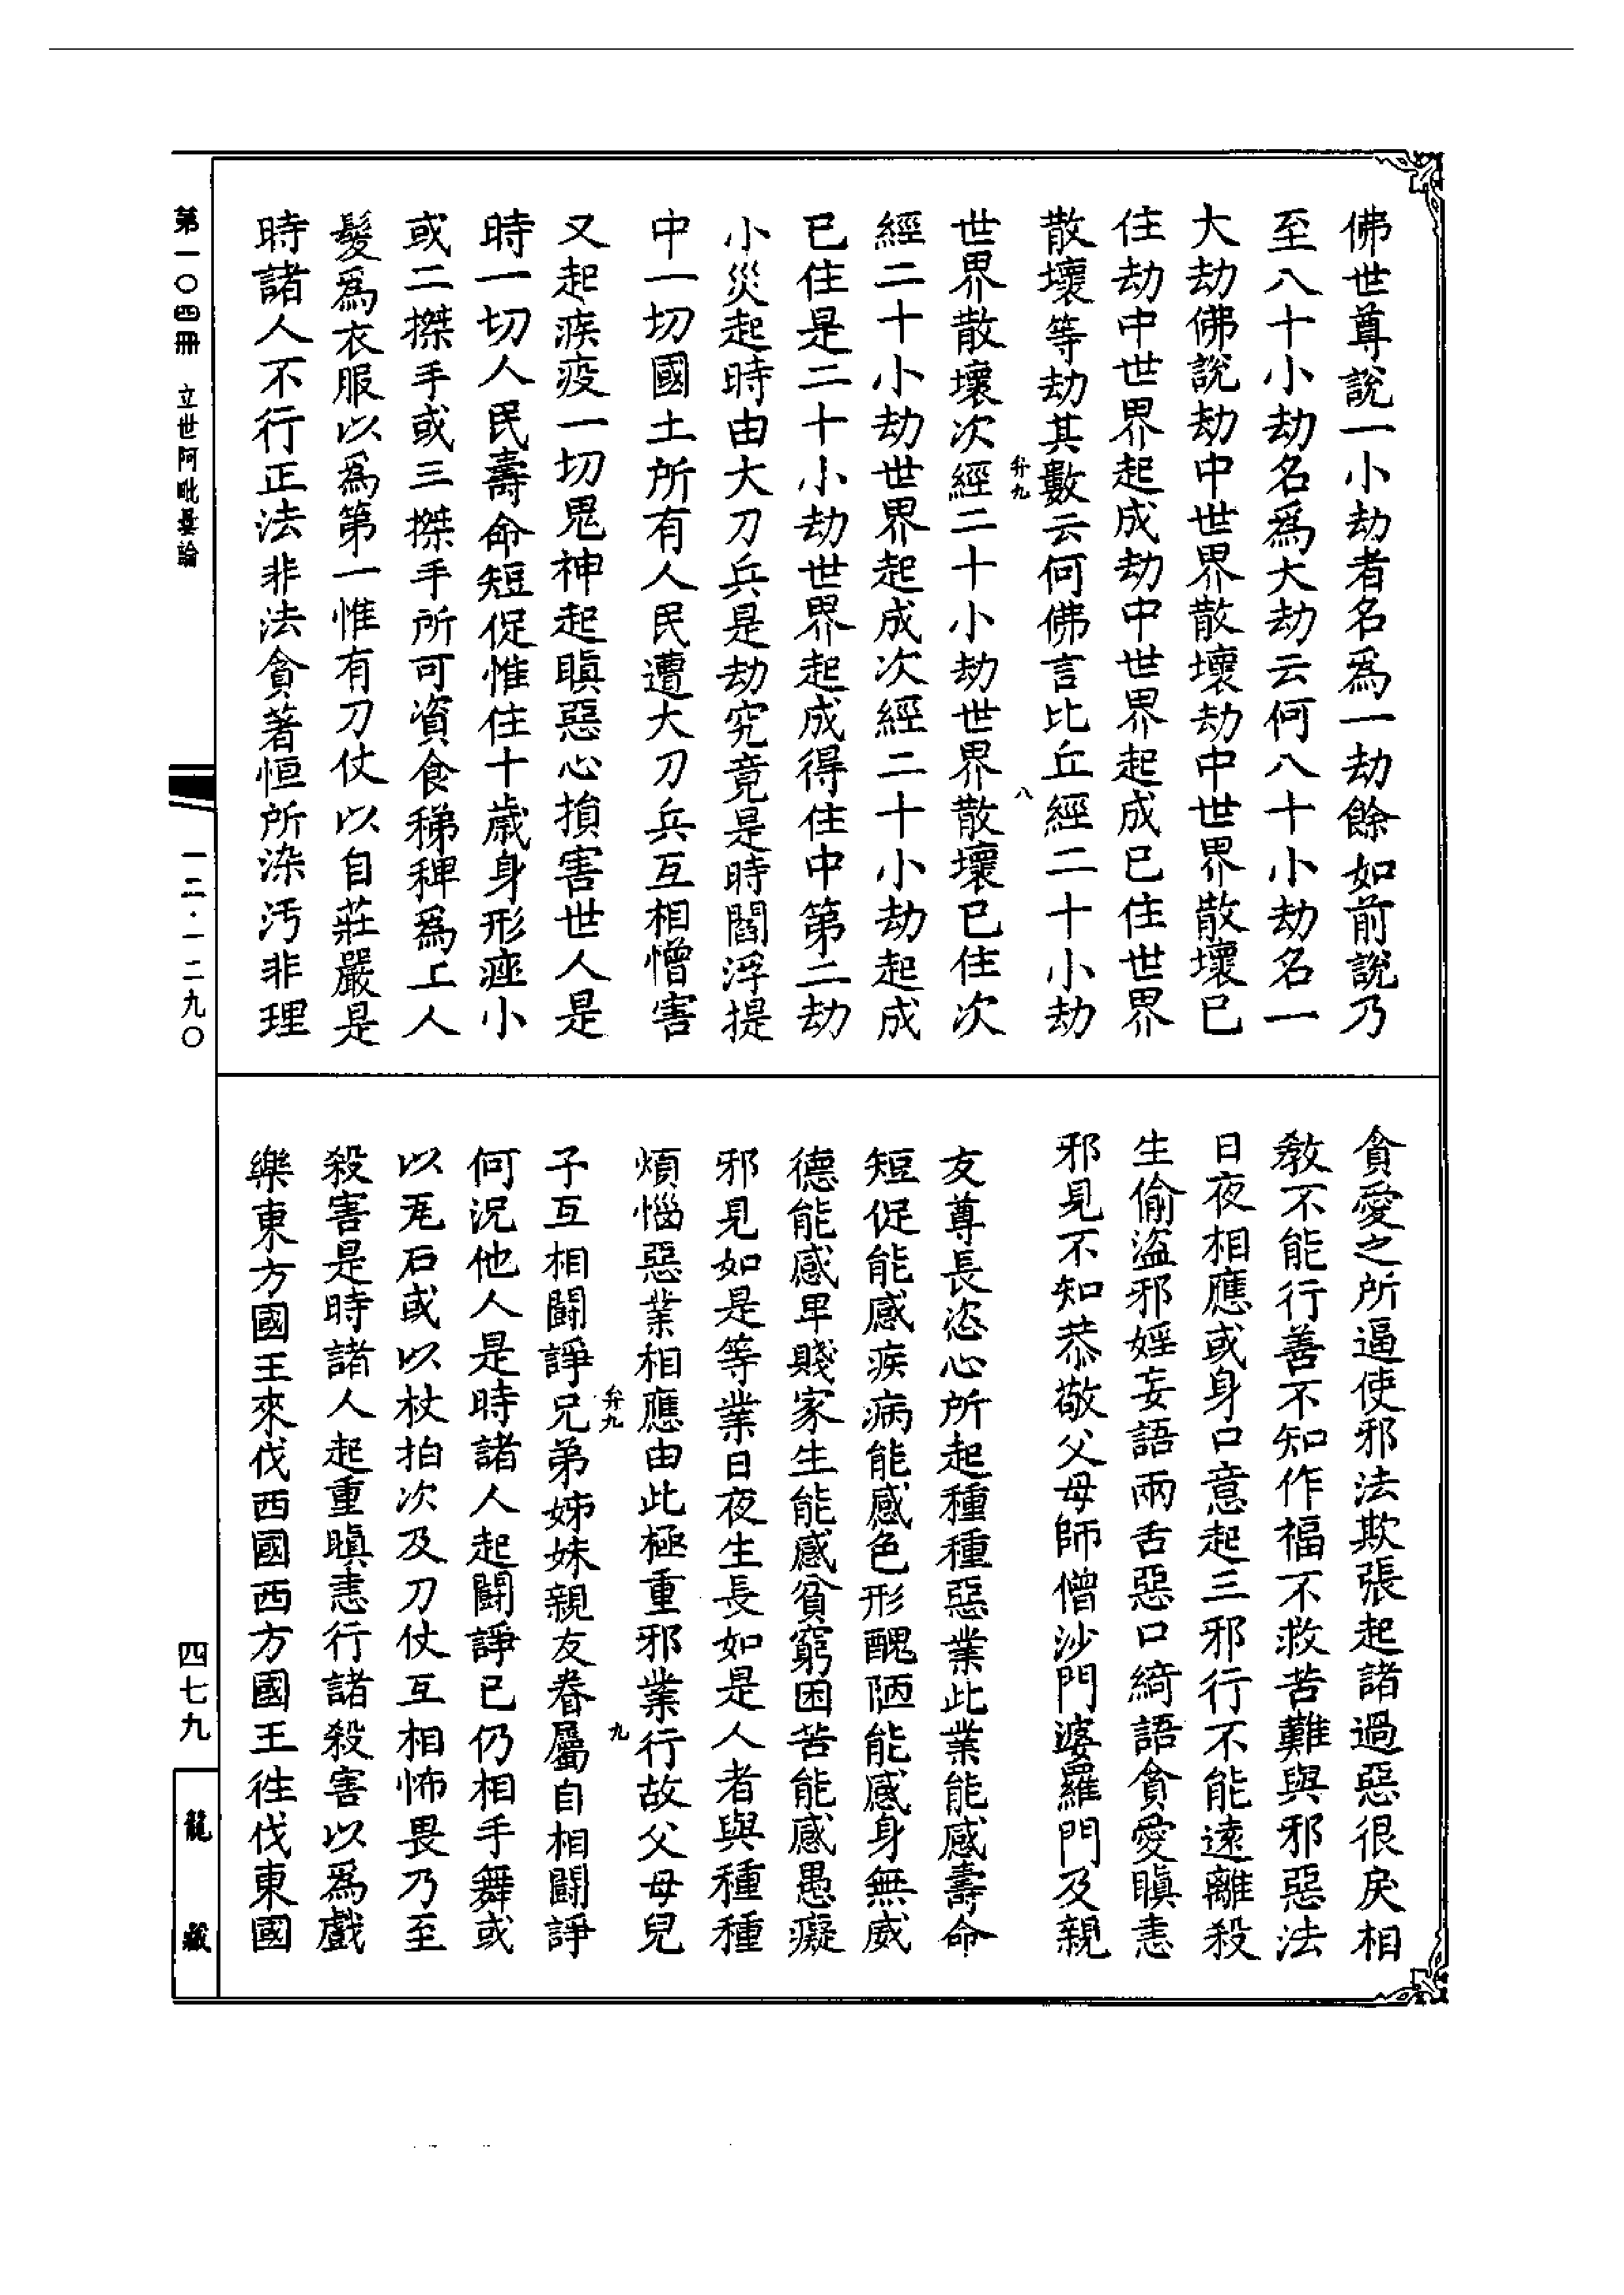 佛世尊說一小劫者名爲一劫餘如前說乃
至八十小劫名爲大劫云何八十小劫名一
大劫佛說劫中世界散壞劫中世界散壞已
住劫中世界起成劫中世界起成已住世界
散壞等劫其數云何佛言比丘經二十小劫
弁九
八
世界散壞次經二十小劫世界散壞已住次
經二十小劫世界起成次經二十小劫起成
已住是二十小劫世界起成得住中第二劫
小災起時由大刀兵是劫究竟是時閻浮提
中一切國土所有人民遭大刀兵互相憎害
又起疾疫一切鬼神起瞋惡心損害世人是
時一切人民壽命短促惟住十歲身形痤小
或二搩手或三搩手所可資食稊稗爲上人
髮爲衣服以爲第一惟有刀仗以自莊嚴是
時諸人不行正法非法貪著恒所染污非理
貪愛之所逼使邪法欺張起諸過惡很戾相
教不能行善不知作福不救苦難與邪惡法
日夜相應或身口意起三邪行不能遠離殺
生偷盜邪婬妄語兩舌惡口綺語貪愛瞋恚
邪見不知恭敬父母師僧沙門婆羅門及親
友尊長恣心所起種種惡業此業能感壽命
短促能感疾病能感色形醜陋能感身無威
德能感卑賤家生能感貧窮困苦能感愚癡
邪見如是等業日夜生長如是人者與種種
煩惱惡業相應由此極重邪業行故父母兒
弁九
九
子互相鬭諍兄弟姊妹親友眷屬自相鬭諍
何況他人是時諸人起鬭諍已仍相手舞或
以瓦石或以杖拍次及刀仗互相怖畏乃至
殺害是時諸人起重瞋恚行諸殺害以爲戲
樂東方國王來伐西國西方國王往伐東國
第一〇四冊 立世阿毗曇論
一二·一二九〇
四七九
龍藏